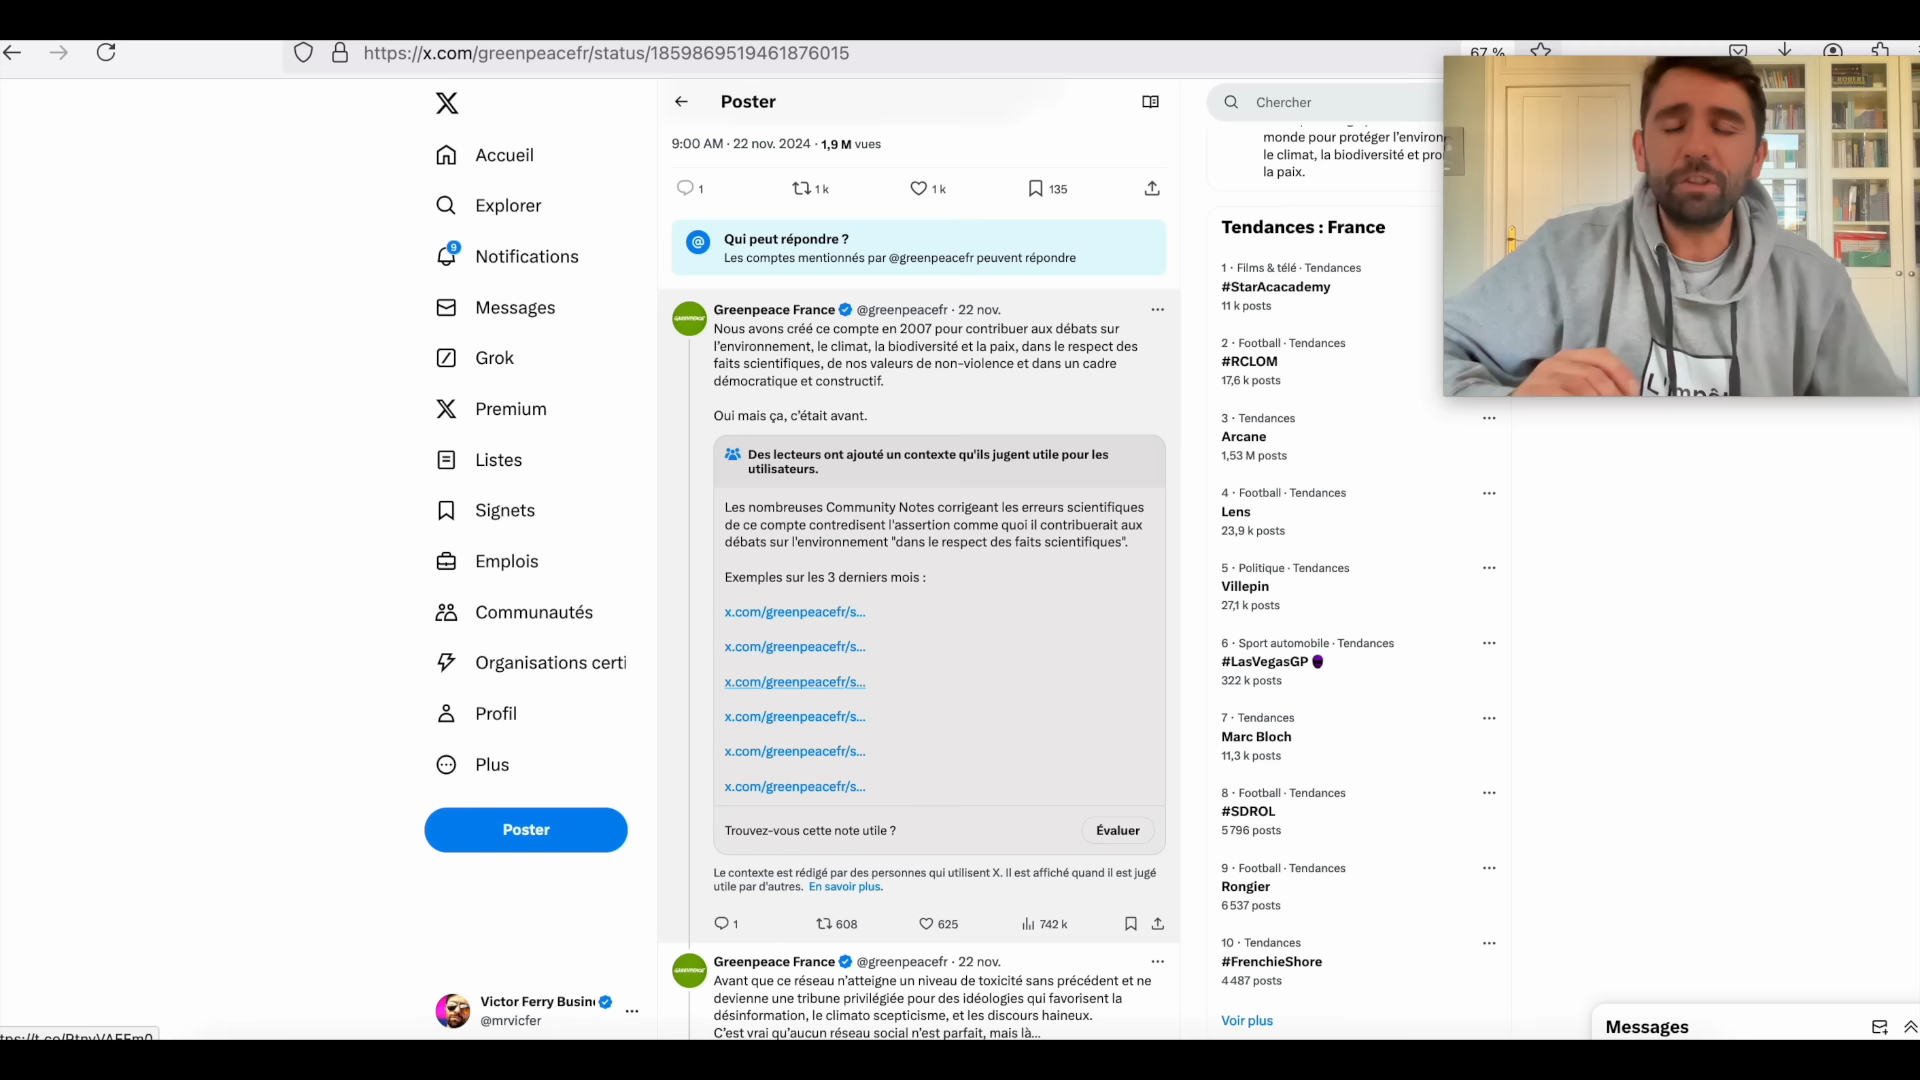 https://x.com/greenpeacefr/status/1859869519461876015
67 %
Poster
Chercher
9:00 AM · 22 nov. 2024 · 1,9 M vues
1
1 k
1 k
135
Qui peut répondre ?
Les comptes mentionnés par @greenpeacefr peuvent répondre
Accueil
Explorer
9
Notifications
Messages
Grok
Premium
Listes
Signets
Emplois
Communautés
Organisations certi
Profil
Plus
Poster
Victor Ferry Busin
@mrvicfer
GREENPEACE
Greenpeace France @greenpeacefr · 22 nov.
Nous avons créé ce compte en 2007 pour contribuer aux débats sur
l'environnement, le climat, la biodiversité et la paix, dans le respect des
faits scientifiques, de nos valeurs de non-violence et dans un cadre
démocratique et constructif.
Oui mais ça, c'était avant.
Des lecteurs ont ajouté un contexte qu'ils jugent utile pour les
utilisateurs.
Les nombreuses Community Notes corrigeant les erreurs scientifiques
de ce compte contredisent l'assertion comme quoi il contribuerait aux
débats sur l'environnement "dans le respect des faits scientifiques".
Exemples sur les 3 derniers mois :
x.com/greenpeacefr/s...
x.com/greenpeacefr/s...
x.com/greenpeacefr/s...
x.com/greenpeacefr/s...
x.com/greenpeacefr/s...
x.com/greenpeacefr/s...
Trouvez-vous cette note utile ?
Évaluer
Le contexte est rédigé par des personnes qui utilisent X. Il est affiché quand il est jugé
utile par d'autres. En savoir plus.
1
608
625
742 k
GREENPEACE
Greenpeace France @greenpeacefr · 22 nov.
Avant que ce réseau n'atteigne un niveau de toxicité sans précédent et ne
devienne une tribune privilégiée pour des idéologies qui favorisent la
désinformation, le climato scepticisme, et les discours haineux.
C'est vrai qu'aucun réseau social n'est parfait, mais là...
monde pour protéger l'environ
le climat, la biodiversité et pro
la paix.
Tendances : France
1 · Films & télé · Tendances
#StarAcacademy
11 k posts
2 · Football · Tendances
#RCLOM
17,6 k posts
3 · Tendances
Arcane
1,53 M posts
4 · Football · Tendances
Lens
23,9 k posts
5 · Politique · Tendances
Villepin
27,1 k posts
6 · Sport automobile · Tendances
#LasVegasGP
322 k posts
7 · Tendances
Marc Bloch
11,3 k posts
8 · Football · Tendances
#SDROL
5 796 posts
9 · Football · Tendances
Rongier
6 537 posts
10 · Tendances
#FrenchieShore
4 487 posts
Voir plus
Messages
L'impô